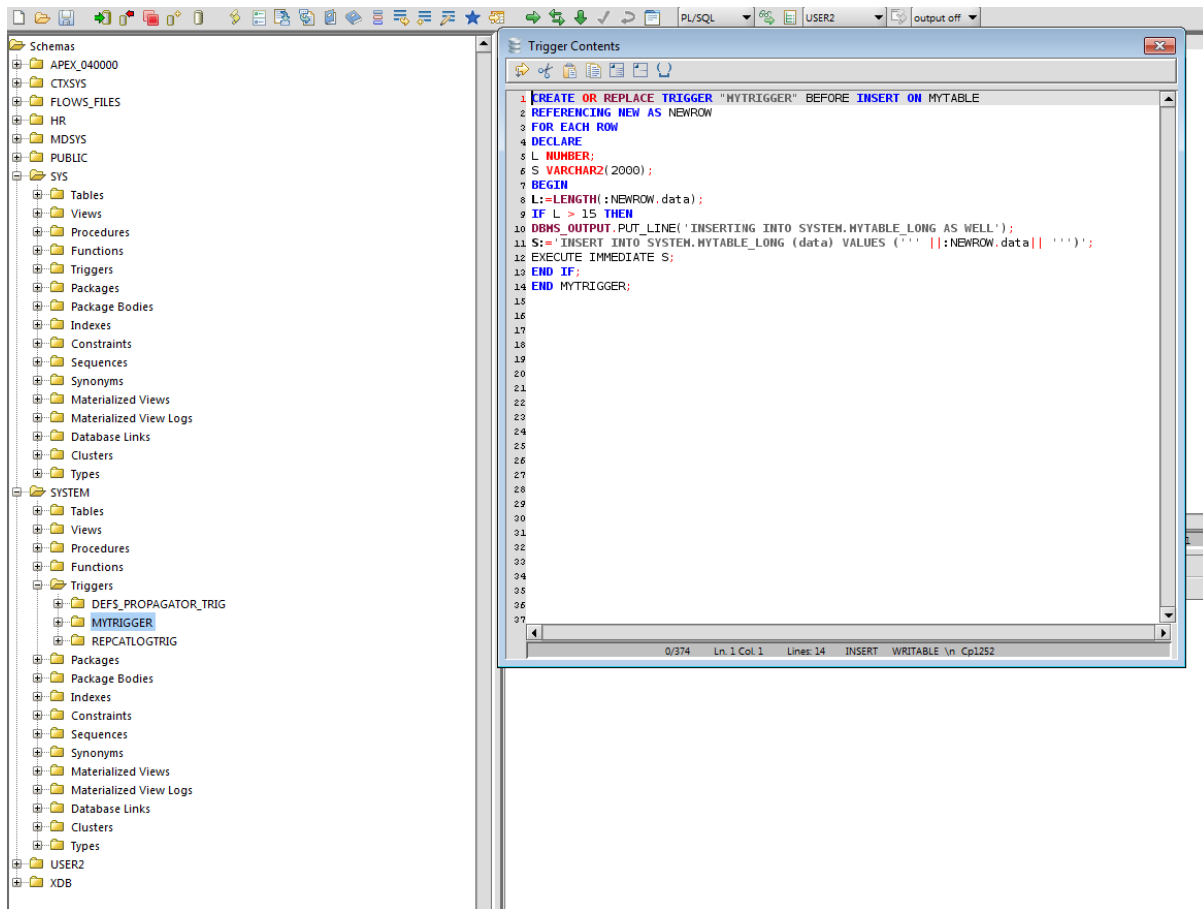 PL/SQL
USER2
output off
Schemas
APEX_040000
CTXSYS
FLOWS_FILES
HR
MDSYS
PUBLIC
SYS
Tables
Views
Procedures
Functions
Triggers
Packages
Package Bodies
Indexes
Constraints
Sequences
Synonyms
Materialized Views
Materialized View Logs
Database Links
Clusters
Types
SYSTEM
Tables
Views
Procedures
Functions
Triggers
DEF$_PROPAGATOR_TRIG
MYTRIGGER
REPCATLOGTRIG
Packages
Package Bodies
Indexes
Constraints
Sequences
Synonyms
Materialized Views
Materialized View Logs
Database Links
Clusters
Types
USER2
XDB
Trigger Contents
1 CREATE OR REPLACE TRIGGER "MYTRIGGER" BEFORE INSERT ON MYTABLE
2 REFERENCING NEW AS NEWROW
3 FOR EACH ROW
4 DECLARE
5 L NUMBER;
6 S VARCHAR2(2000);
7 BEGIN
8 L:=LENGTH(:NEWROW.data);
9 IF L > 15 THEN
10 DBMS_OUTPUT.PUT_LINE('INSERTING INTO SYSTEM.MYTABLE_LONG AS WELL');
11 S:='INSERT INTO SYSTEM.MYTABLE_LONG (data) VALUES (''' ||:NEWROW.data|| ''')';
12 EXECUTE IMMEDIATE S;
13 END IF;
14 END MYTRIGGER;
15
16
17
18
19
20
21
22
23
24
25
26
27
28
29
30
31
32
33
34
35
36
37
0/374 Ln. 1 Col. 1 Lines: 14 INSERT WRITABLE \n Cp1252
1